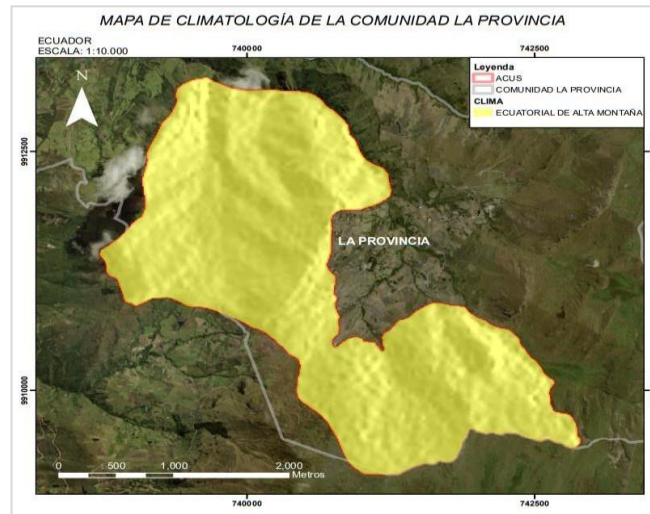 MAPA DE CLIMATOLOGÍA DE LA COMUNIDAD LA PROVINCIA
ECUADOR
ESCALA: 1:10.000
740000
742500
N
Leyenda
ACUS
COMUNIDAD LA PROVINCIA
CLIMA
ECUATORIAL DE ALTA MONTAÑA
9912500
LA PROVINCIA
9910000
0 500 1,000 2,000
Metros
740000
742500